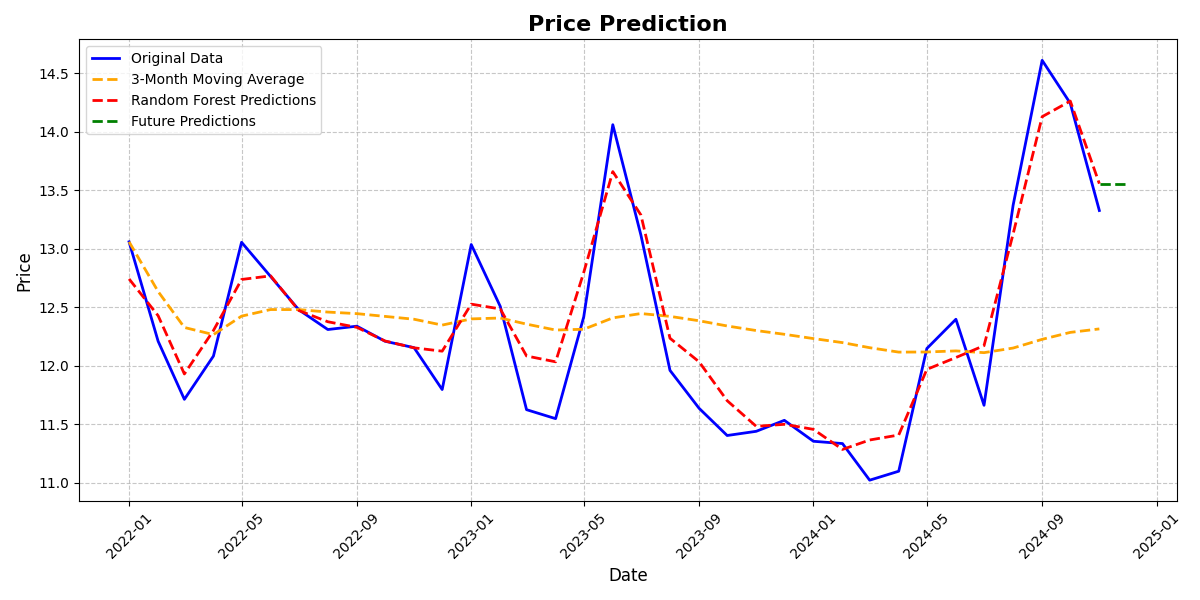 Price Prediction
Original Data
3-Month Moving Average
Random Forest Predictions
Future Predictions
Price
14.5
14.0
13.5
13.0
12.5
12.0
11.5
11.0
2022-01
2022-05
2022-09
2023-01
2023-05
2023-09
2024-01
2024-05
2024-09
2025-01
Date